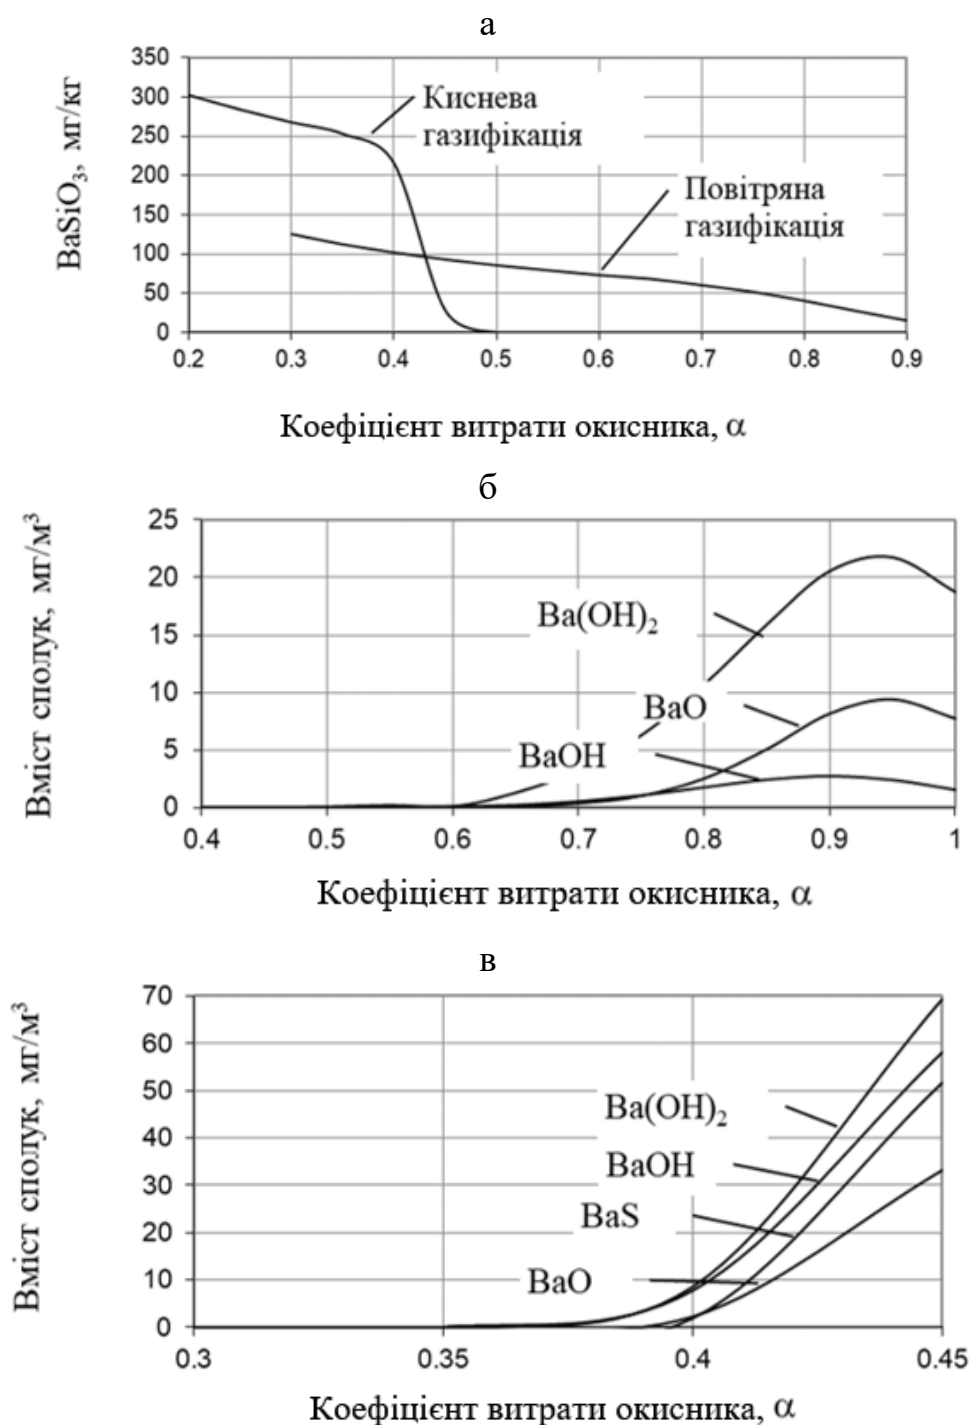 а
350
300
250
200
150
100
50
0
BaSiO₃, мг/кг
Киснева
газифікація
Повітряна
газифікація
0.2 0.3 0.4 0.5 0.6 0.7 0.8 0.9
Коефіцієнт витрати окисника, α
б
25
20
15
10
5
0
Вміст сполук, мг/м³
Ba(OH)₂
BaO
BaOH
0.4 0.5 0.6 0.7 0.8 0.9 1
Коефіцієнт витрати окисника, α
в
70
60
50
40
30
20
10
0
Вміст сполук, мг/м³
Ba(OH)₂
BaOH
BaS
BaO
0.3 0.35 0.4 0.45
Коефіцієнт витрати окисника, α